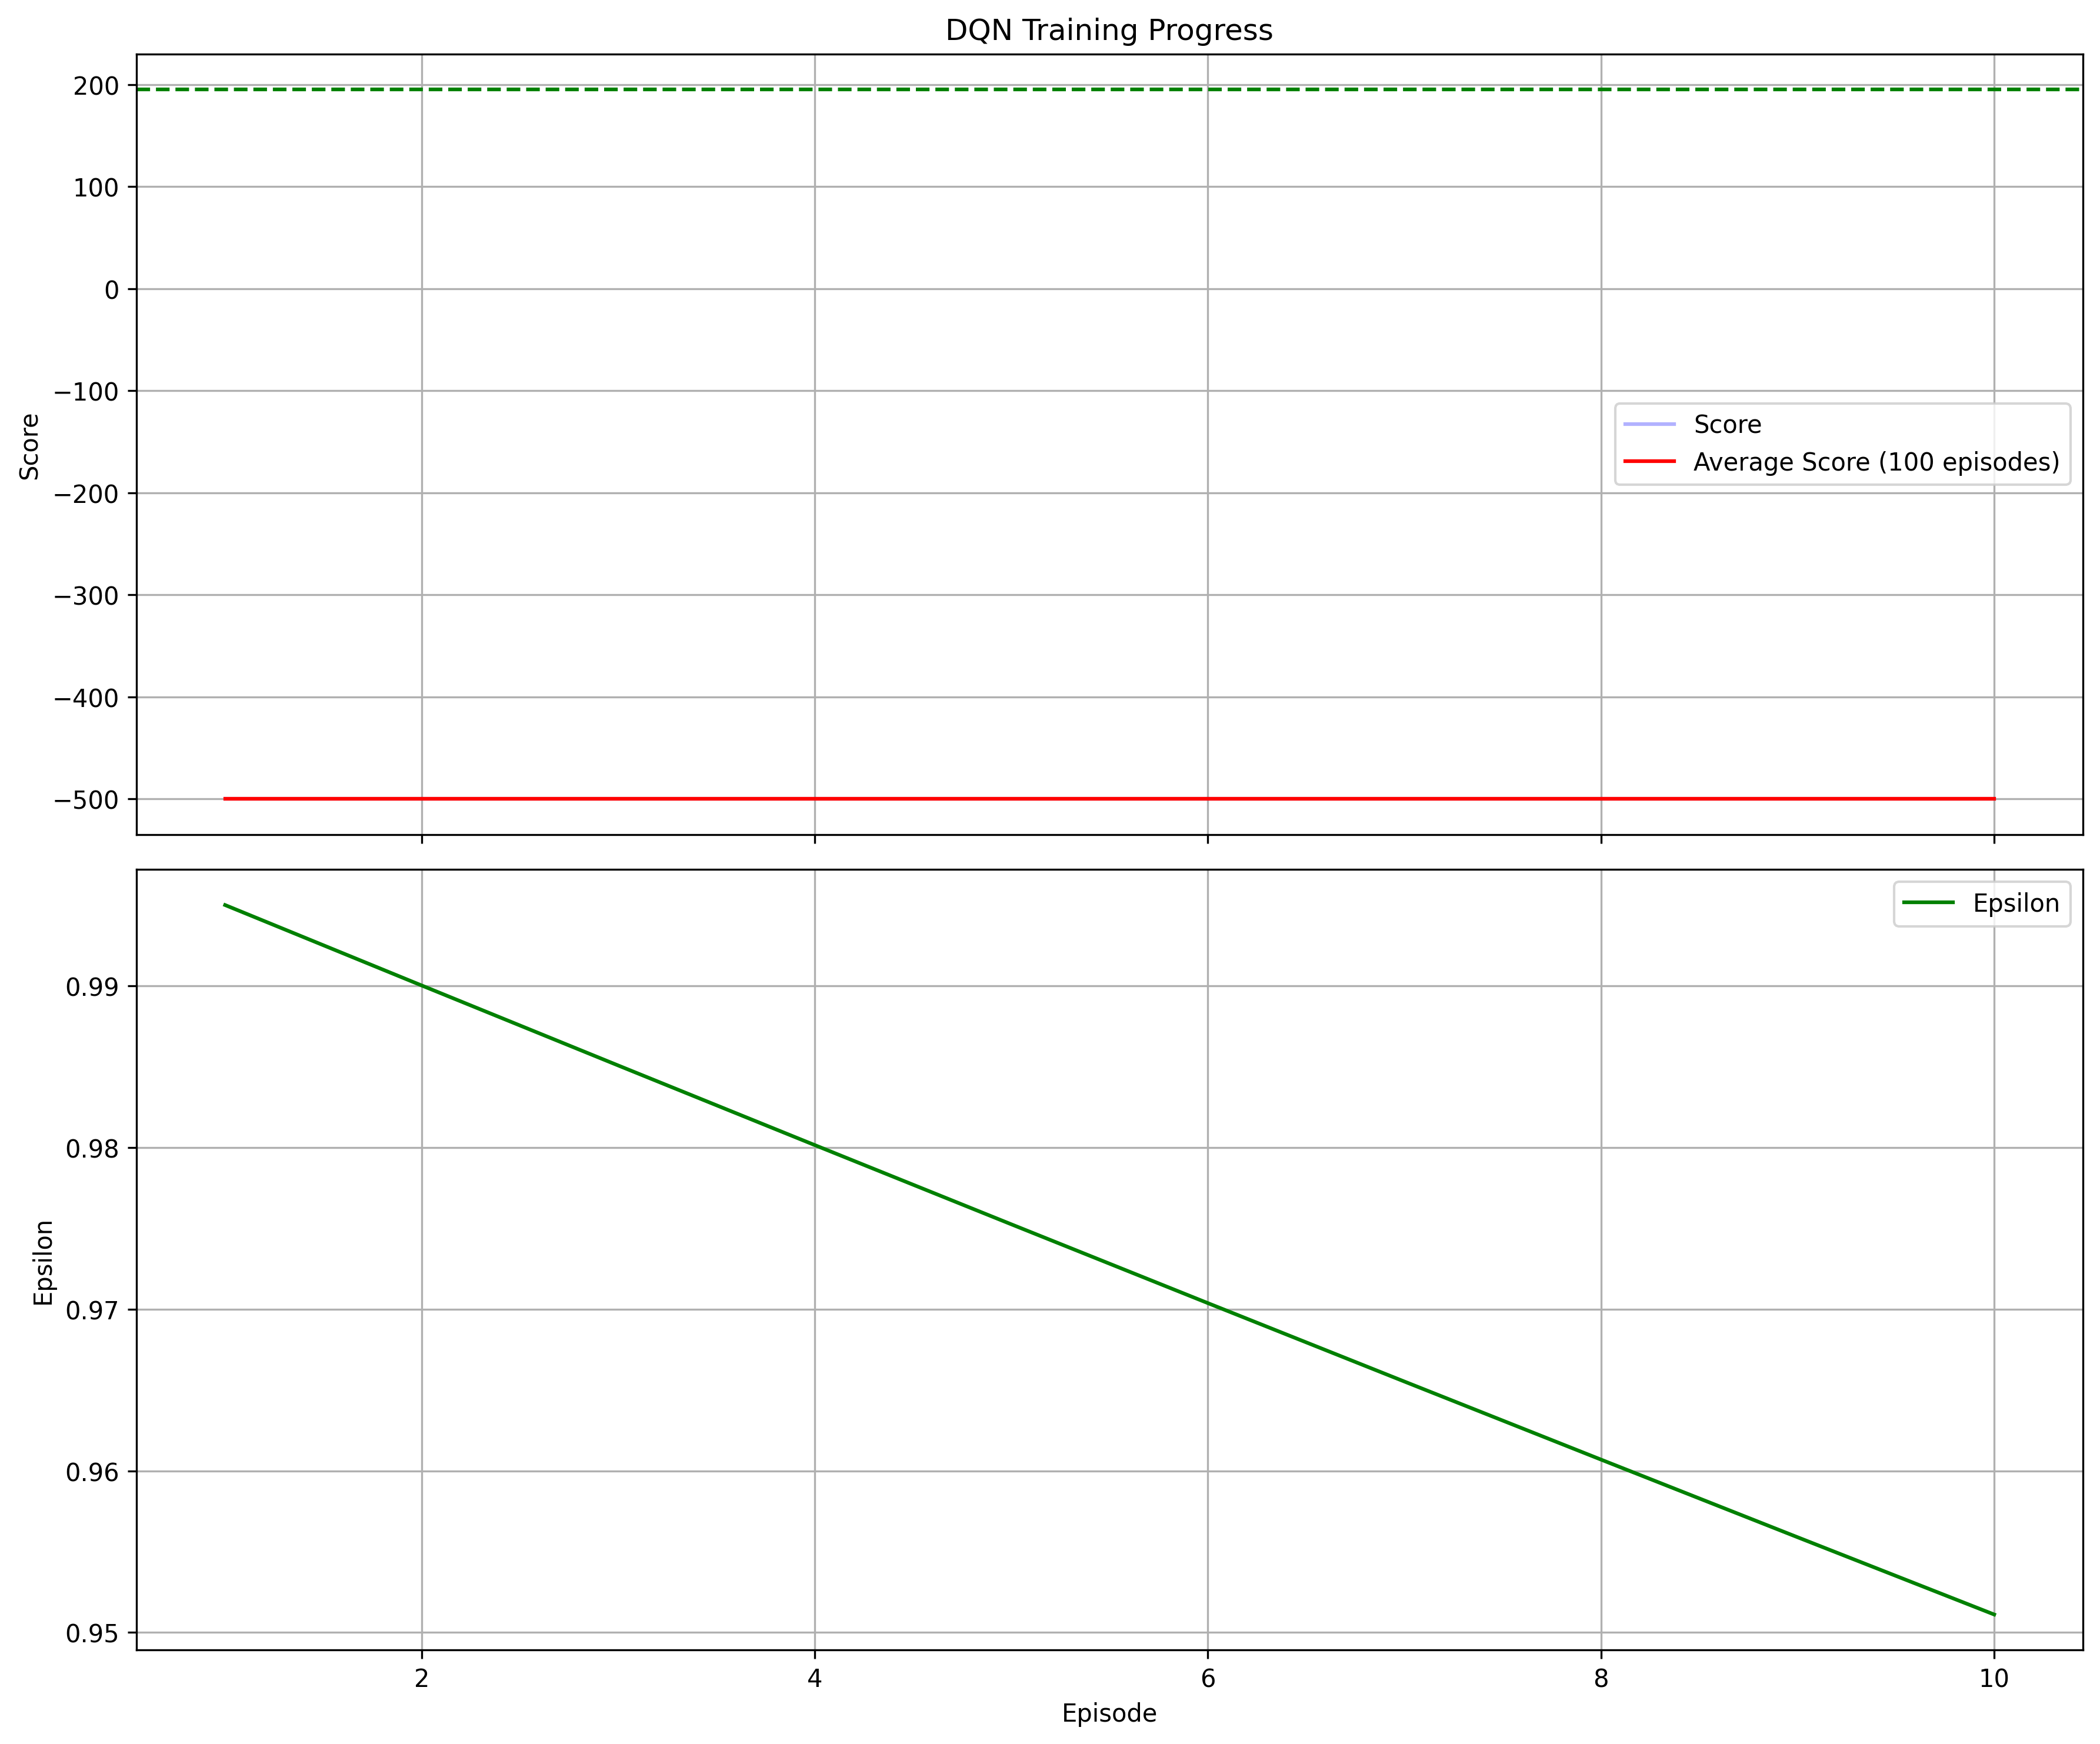 DQN Training Progress
200
100
0
−100
−200
−300
−400
−500
Score
Score
Average Score (100 episodes)
Epsilon
0.99
0.98
0.97
0.96
0.95
Epsilon
2 4 6 8 10
Episode